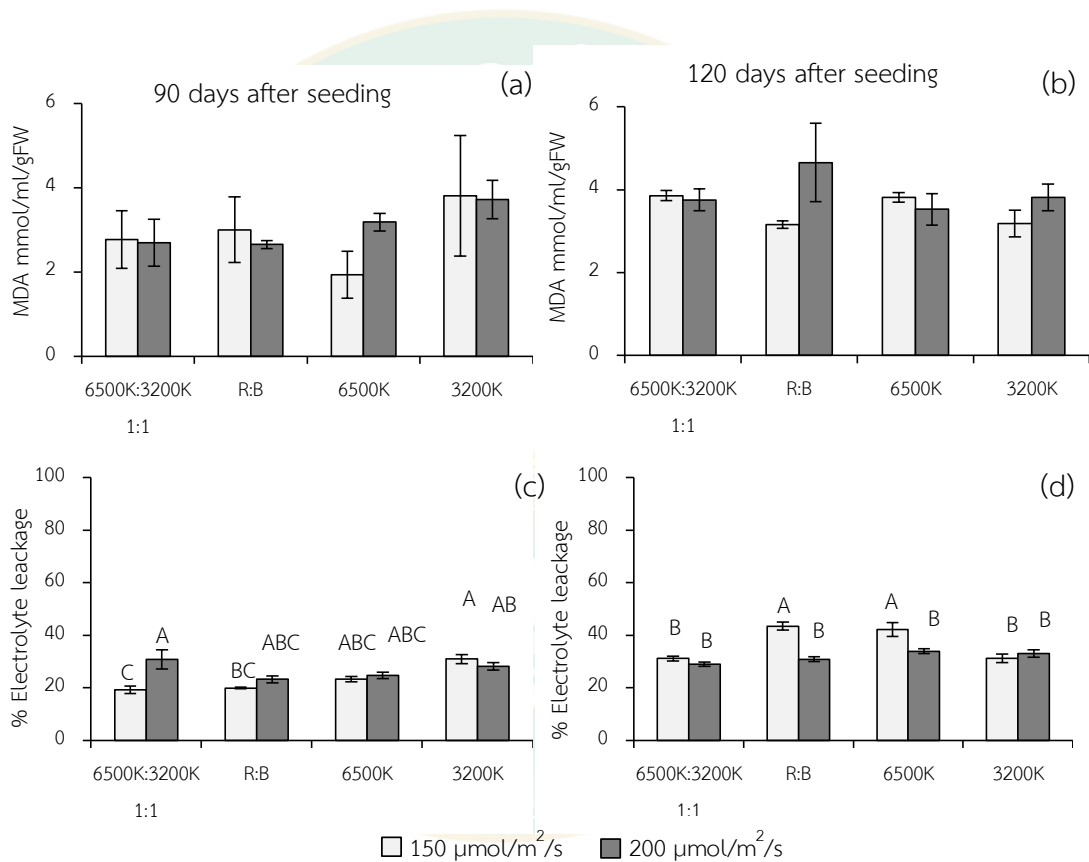 90 days after seeding
(a)
MDA mmol/ml/gFW
6
4
2
0
6500K:3200K
1:1
R:B
6500K
3200K
120 days after seeding
(b)
MDA mmol/ml/gFW
6
4
2
0
6500K:3200K
1:1
R:B
6500K
3200K
(c)
% Electrolyte leackage
100
80
60
40
20
0
C
A
BC
ABC
ABC
ABC
A
AB
6500K:3200K
1:1
R:B
6500K
3200K
(d)
% Electrolyte leackage
100
80
60
40
20
0
B
B
A
B
A
B
B
B
6500K:3200K
1:1
R:B
6500K
3200K
150 µmol/m²/s
200 µmol/m²/s